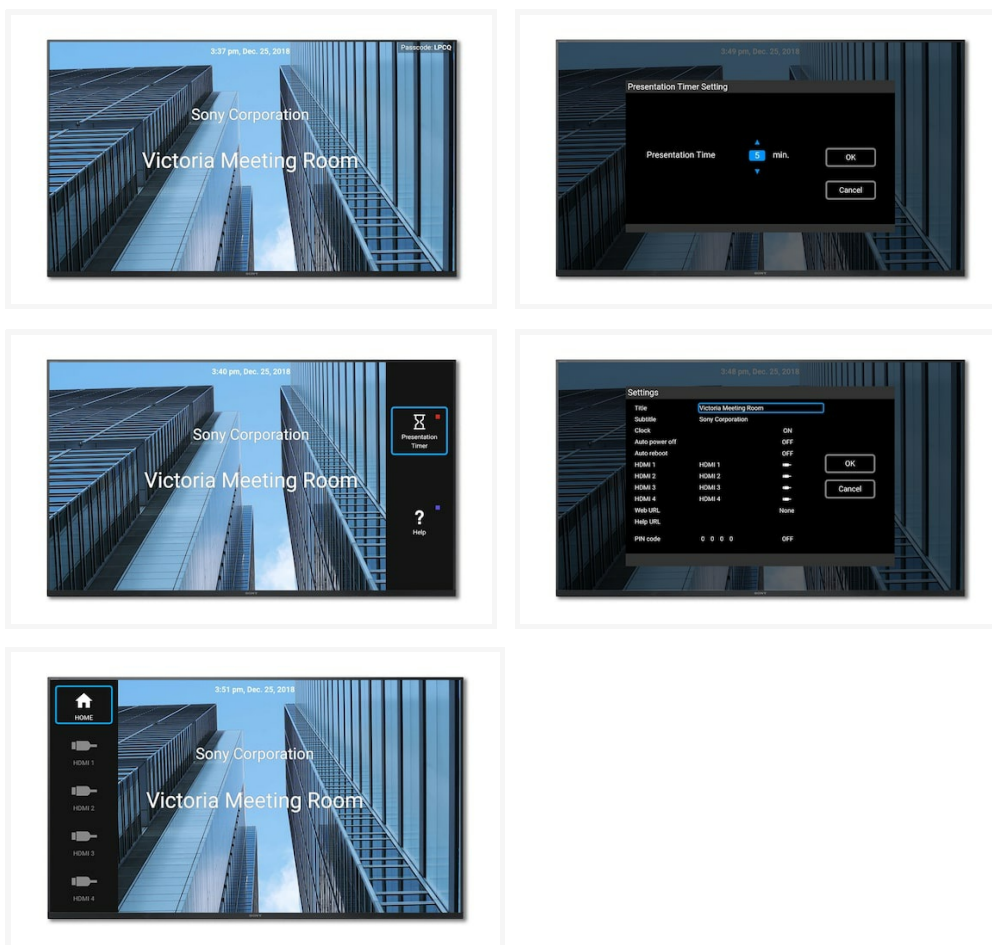 3:37 pm, Dec. 25, 2018
Passcode: LPCQ
Sony Corporation
Victoria Meeting Room
SONY
3:49 pm, Dec. 25, 2018
Presentation Timer Setting
Presentation Time 5 min.
OK
Cancel
SONY
3:40 pm, Dec. 25, 2018
Sony Corporation
Victoria Meeting Room
Presentation
Timer
?
Help
SONY
3:48 pm, Dec. 25, 2018
Settings
Title Victoria Meeting Room
Subtitle Sony Corporation
Clock ON
Auto power off OFF
Auto reboot OFF
HDMI 1 HDMI 1
HDMI 2 HDMI 2
HDMI 3 HDMI 3
HDMI 4 HDMI 4
Web URL None
Help URL
PIN code 0 0 0 0 OFF
OK
Cancel
SONY
3:51 pm, Dec. 25, 2018
HOME
HDMI 1
HDMI 2
HDMI 3
HDMI 4
Sony Corporation
Victoria Meeting Room
SONY